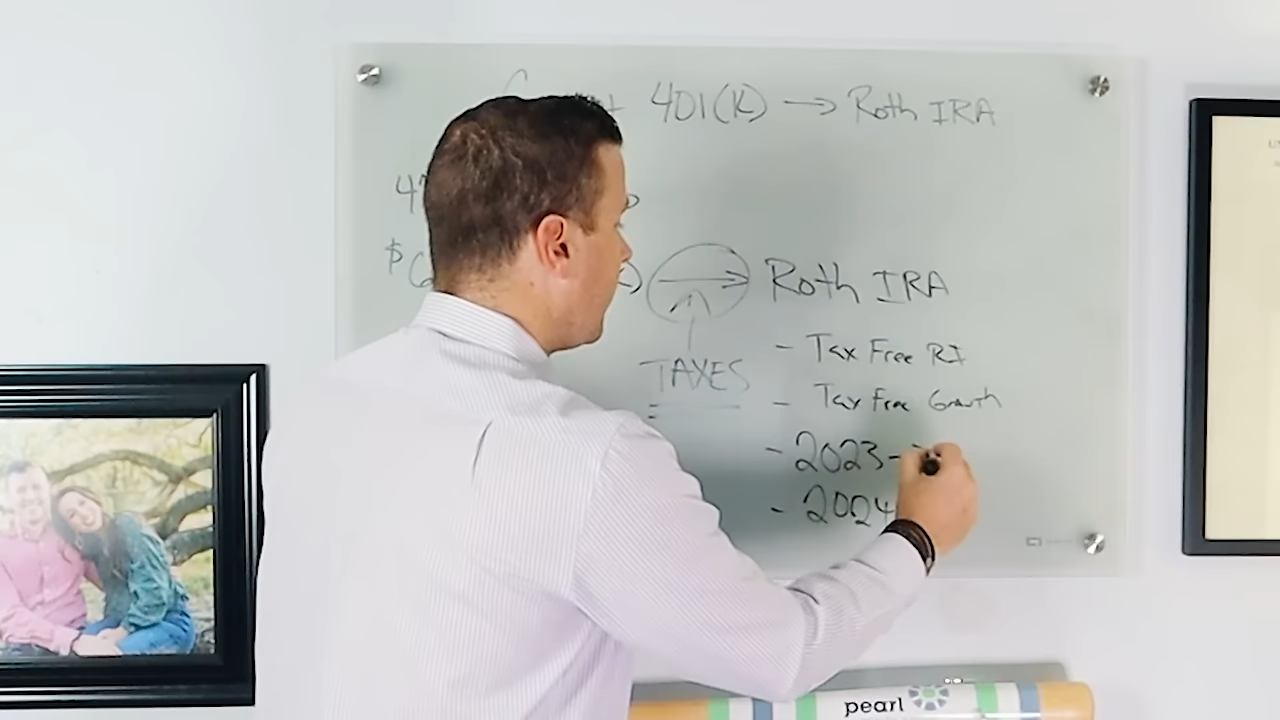 401(K) → Roth IRA
$
Roth IRA
- Tax Free RI
TAXES
- Tax Free Growth
- 2023 -
- 2024
pearl